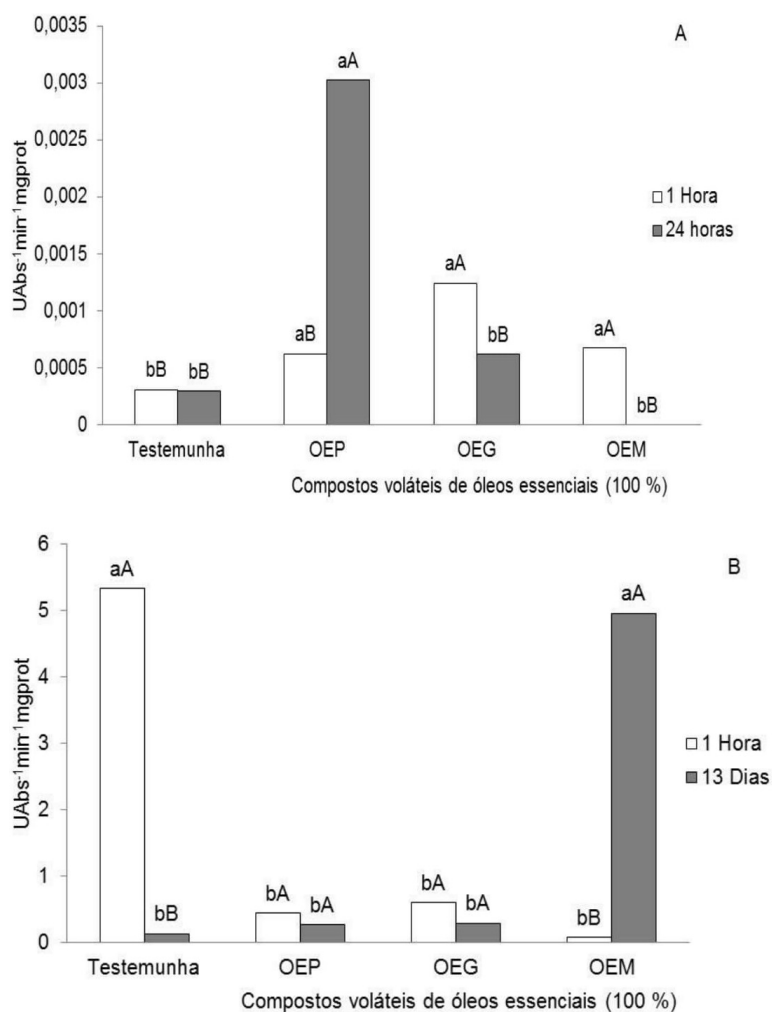 A
0,0035
0,003
0,0025
0,002
0,0015
0,001
0,0005
0
UAbs⁻¹min⁻¹mgprot
bB bB aB aA aA bB aA bB
1 Hora
24 horas
Testemunha OEP OEG OEM
Compostos voláteis de óleos essenciais (100 %)
B
6
5
4
3
2
1
0
UAbs⁻¹min⁻¹mgprot
aA bB bA bA bA bA bB aA
1 Hora
13 Dias
Testemunha OEP OEG OEM
Compostos voláteis de óleos essenciais (100 %)